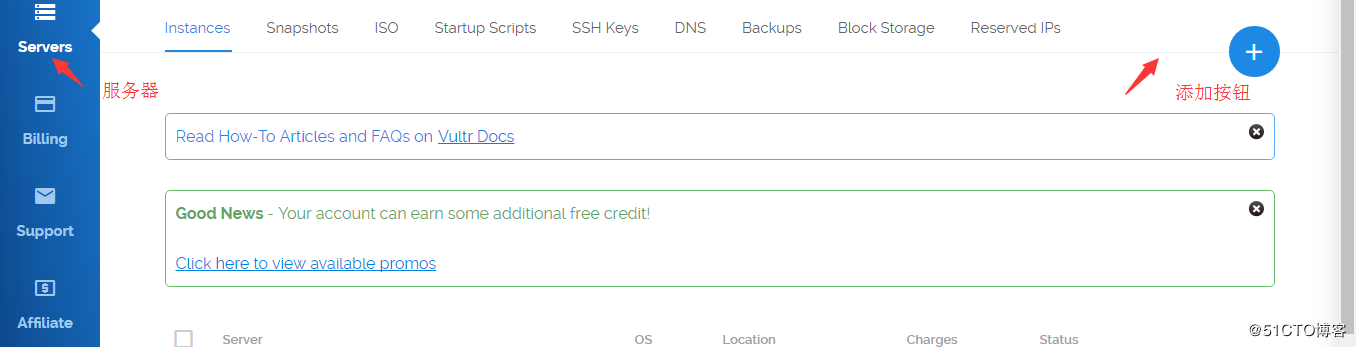 Instances Snapshots ISO Startup Scripts SSH Keys DNS Backups Block Storage Reserved IPs
Servers
服务器
添加按钮
Billing
Read How-To Articles and FAQs on Vultr Docs
Support
Good News - Your account can earn some additional free credit!
Click here to view available promos
Affiliate
Server OS Location Charges Status
@51CTO博客